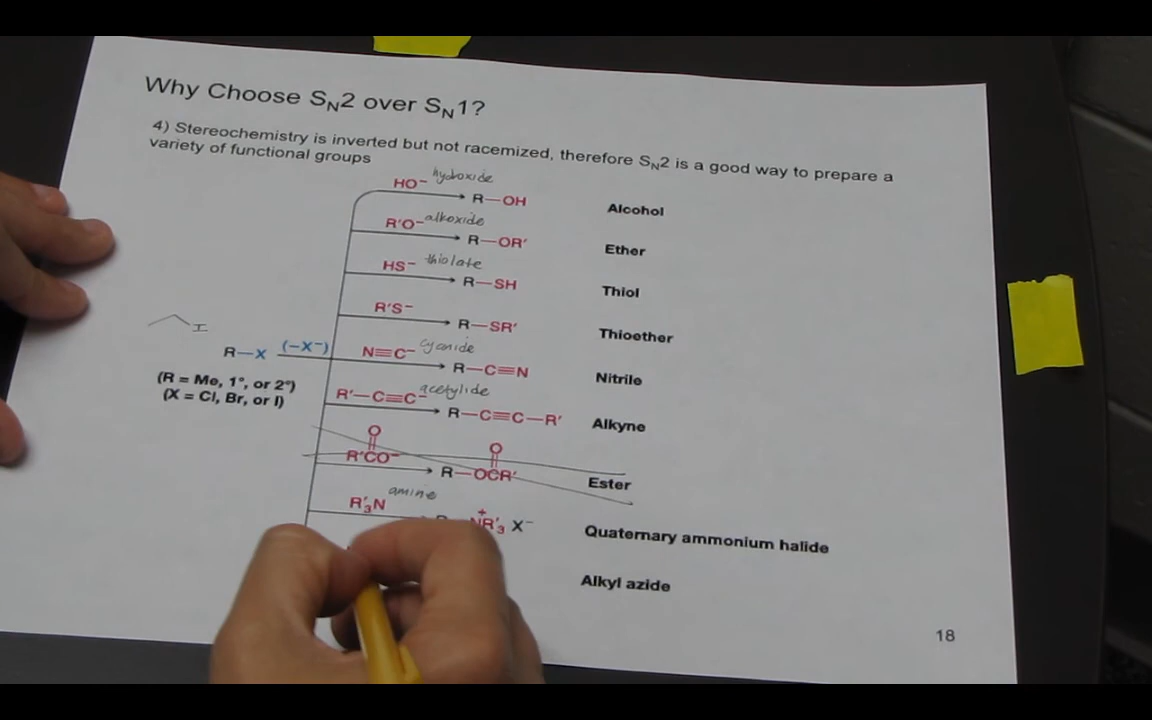 Why Choose SN2 over SN1?
4) Stereochemistry is inverted but not racemized, therefore SN2 is a good way to prepare a
variety of functional groups
HO⁻ hydroxide R—OH Alcohol
R'O⁻ alkoxide R—OR' Ether
HS⁻ thiolate R—SH Thiol
R'S⁻ R—SR' Thioether
I
R—X (−X⁻) N≡C⁻ cyanide R—C≡N Nitrile
(R = Me, 1°, or 2°)
(X = Cl, Br, or I)
R'—C≡C⁻ acetylide R—C≡C—R' Alkyne
O O
R'CO⁻ R—OCR' Ester
R'₃N amine NR'₃ X⁻ Quaternary ammonium halide
+
Alkyl azide
18